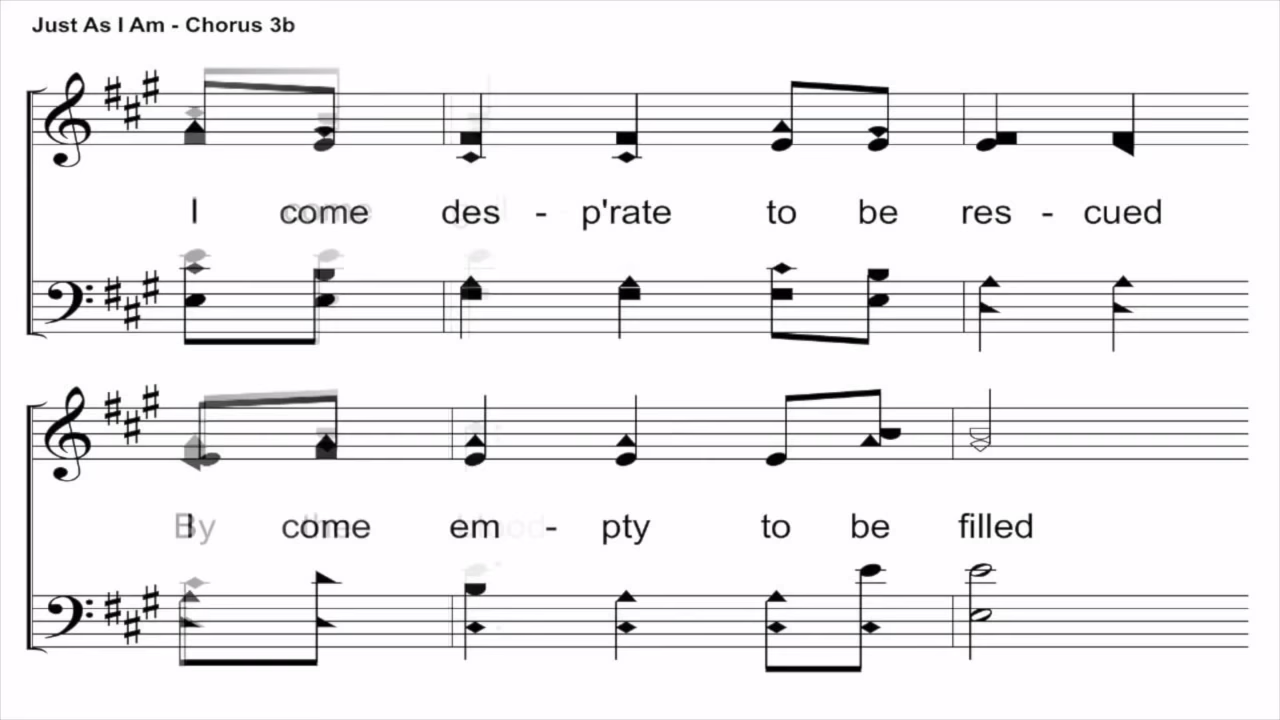 Just As I Am - Chorus 3b
I come des - p'rate to be res - cued
I come em - pty to be filled